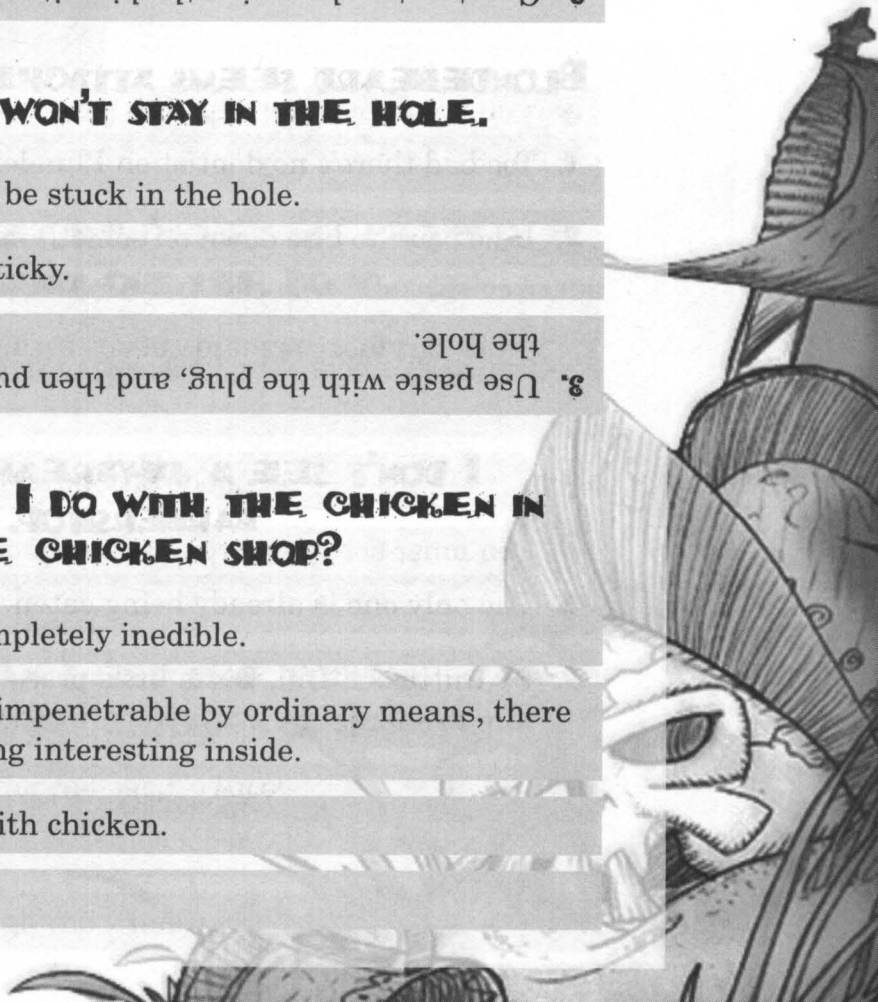 WON'T STAY IN THE HOLE.
be stuck in the hole.
ticky.
3. Use paste with the plug, and then pu
the hole.
I DO WITH THE CHICKEN IN
E CHICKEN SHOP?
mpletely inedible.
impenetrable by ordinary means, there
ng interesting inside.
ith chicken.